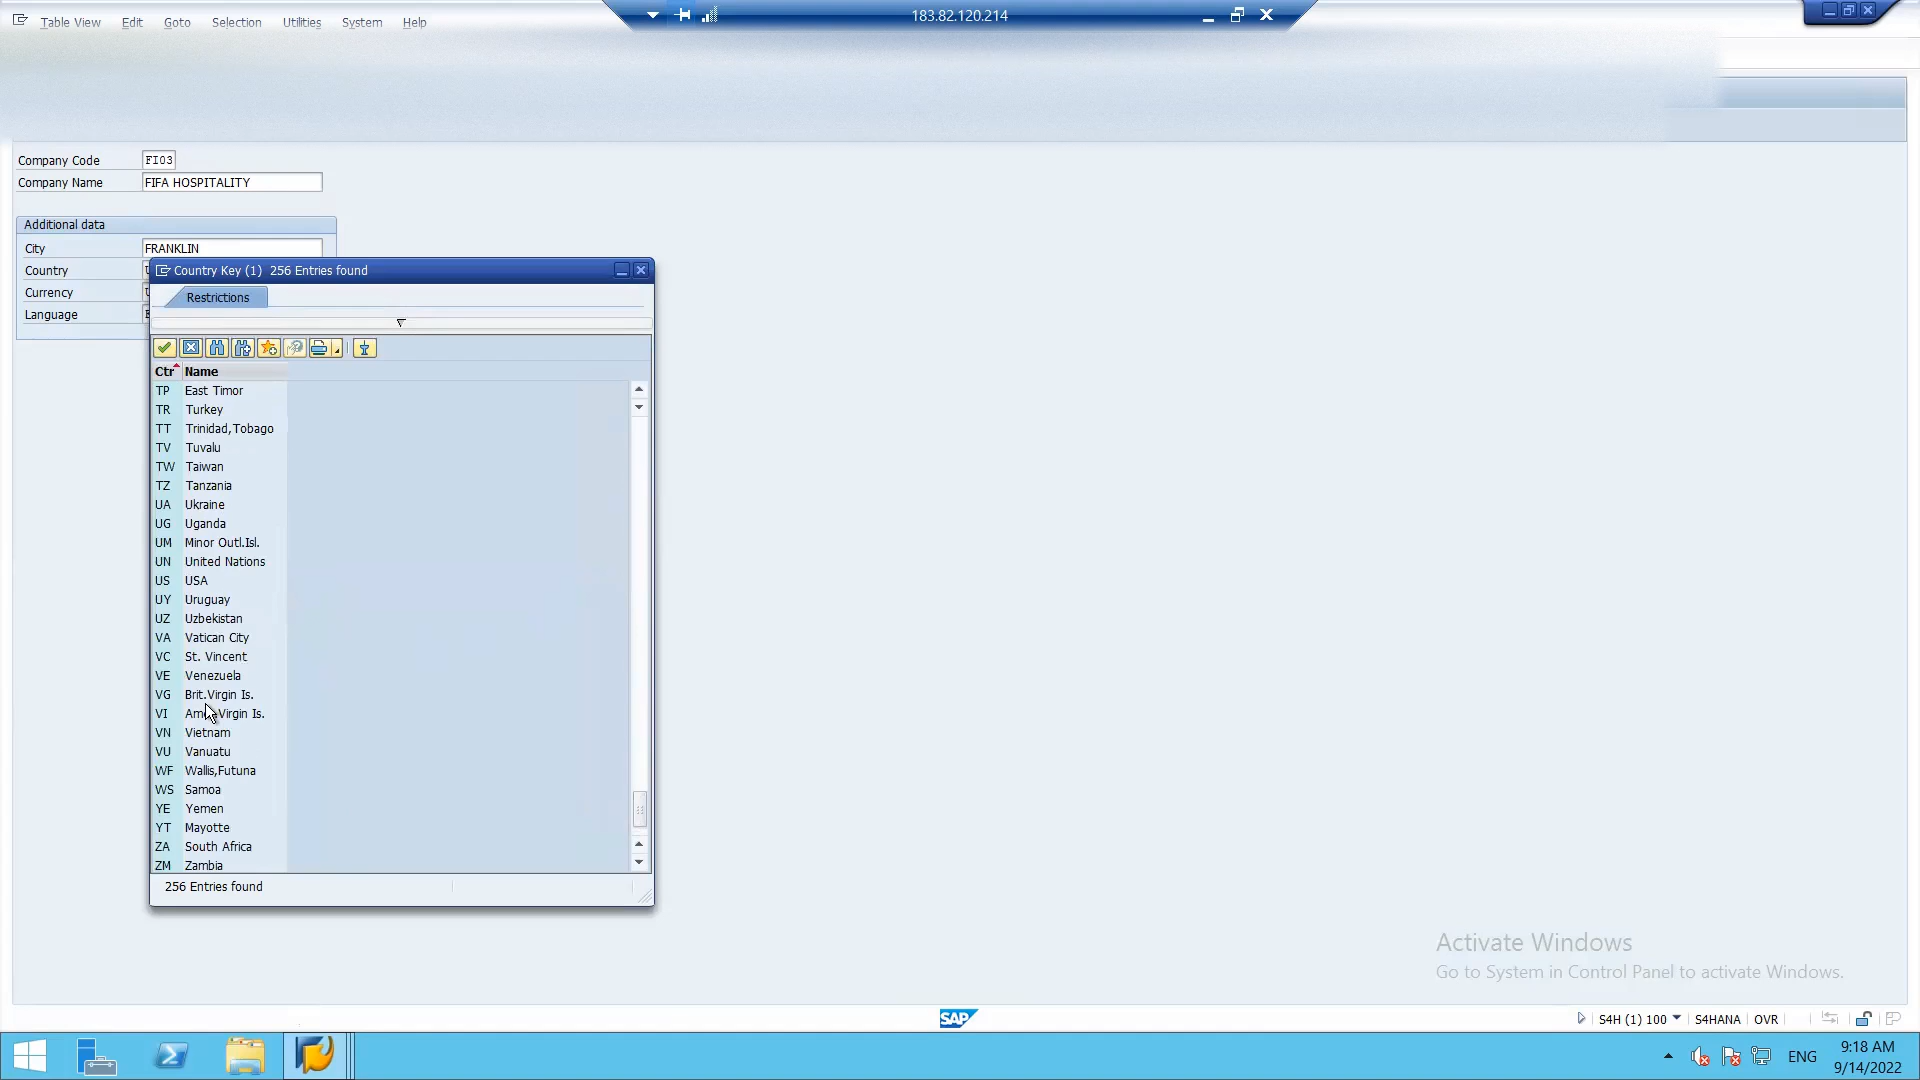 Table View Edit Goto Selection Utilities System Help
183.82.120.214
Company Code FI03
Company Name FIFA HOSPITALITY
Additional data
City FRANKLIN
Country
Currency
Language
Country Key (1) 256 Entries found
Restrictions
Ctr Name
TP East Timor
TR Turkey
TT Trinidad,Tobago
TV Tuvalu
TW Taiwan
TZ Tanzania
UA Ukraine
UG Uganda
UM Minor Outl.Isl.
UN United Nations
US USA
UY Uruguay
UZ Uzbekistan
VA Vatican City
VC St. Vincent
VE Venezuela
VG Brit.Virgin Is.
VI Virgin Is.
VN Vietnam
VU Vanuatu
WF Wallis,Futuna
WS Samoa
YE Yemen
YT Mayotte
ZA South Africa
ZM Zambia
256 Entries found
Activate Windows
Go to System in Control Panel to activate Windows.
SAP
S4H (1) 100 S4HANA OVR
ENG
9:18 AM
9/14/2022